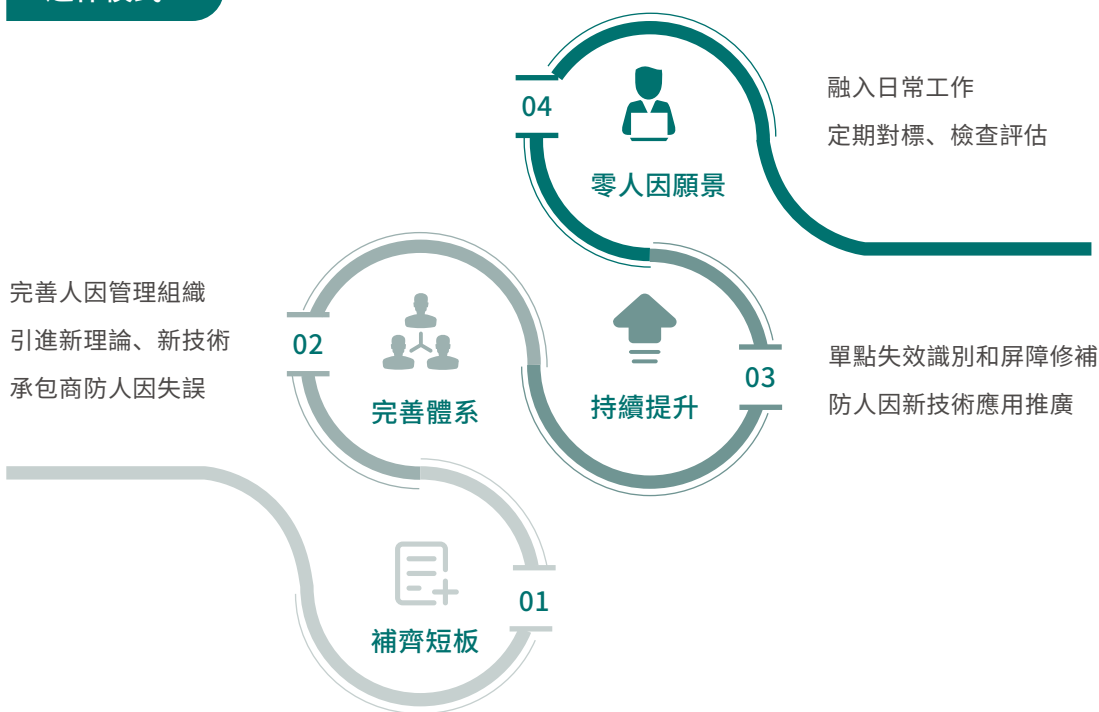 04
零人因願景
融入日常工作
定期對標、檢查評估
完善人因管理組織
引進新理論、新技術
承包商防人因失誤
02
完善體系
持續提升
03
單點失效識別和屏障修補
防人因新技術應用推廣
01
補齊短板